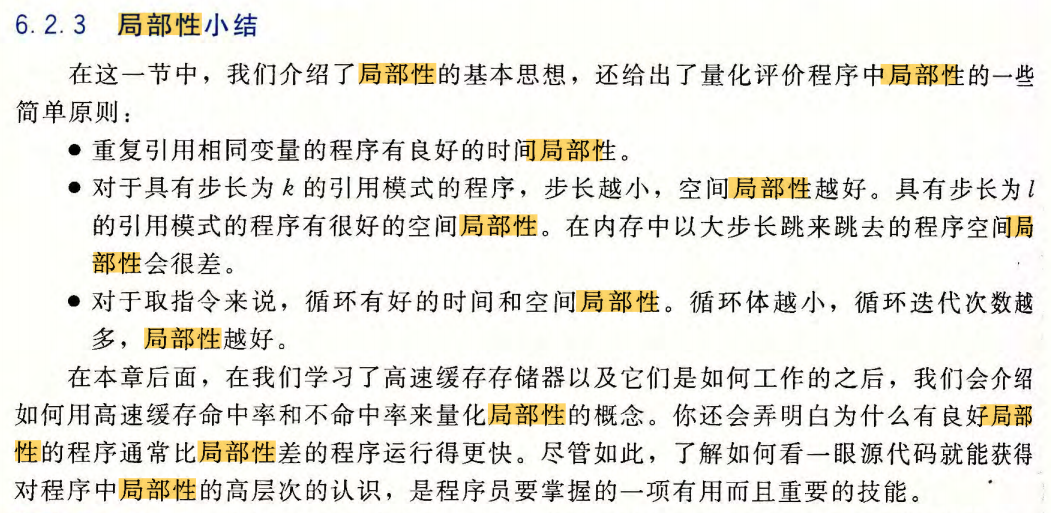 6.2.3 局部性小结
在这一节中，我们介绍了局部性的基本思想，还给出了量化评价程序中局部性的一些
简单原则：
● 重复引用相同变量的程序有良好的时间局部性。
● 对于具有步长为 k 的引用模式的程序，步长越小，空间局部性越好。具有步长为 l
的引用模式的程序有很好的空间局部性。在内存中以大步长跳来跳去的程序空间局
部性会很差。
● 对于取指令来说，循环有好的时间和空间局部性。循环体越小，循环迭代次数越
多，局部性越好。
在本章后面，在我们学习了高速缓存存储器以及它们是如何工作的之后，我们会介绍
如何用高速缓存命中率和不命中率来量化局部性的概念。你还会弄明白为什么有良好局部
性的程序通常比局部性差的程序运行得更快。尽管如此，了解如何看一眼源代码就能获得
对程序中局部性的高层次的认识，是程序员要掌握的一项有用而且重要的技能。